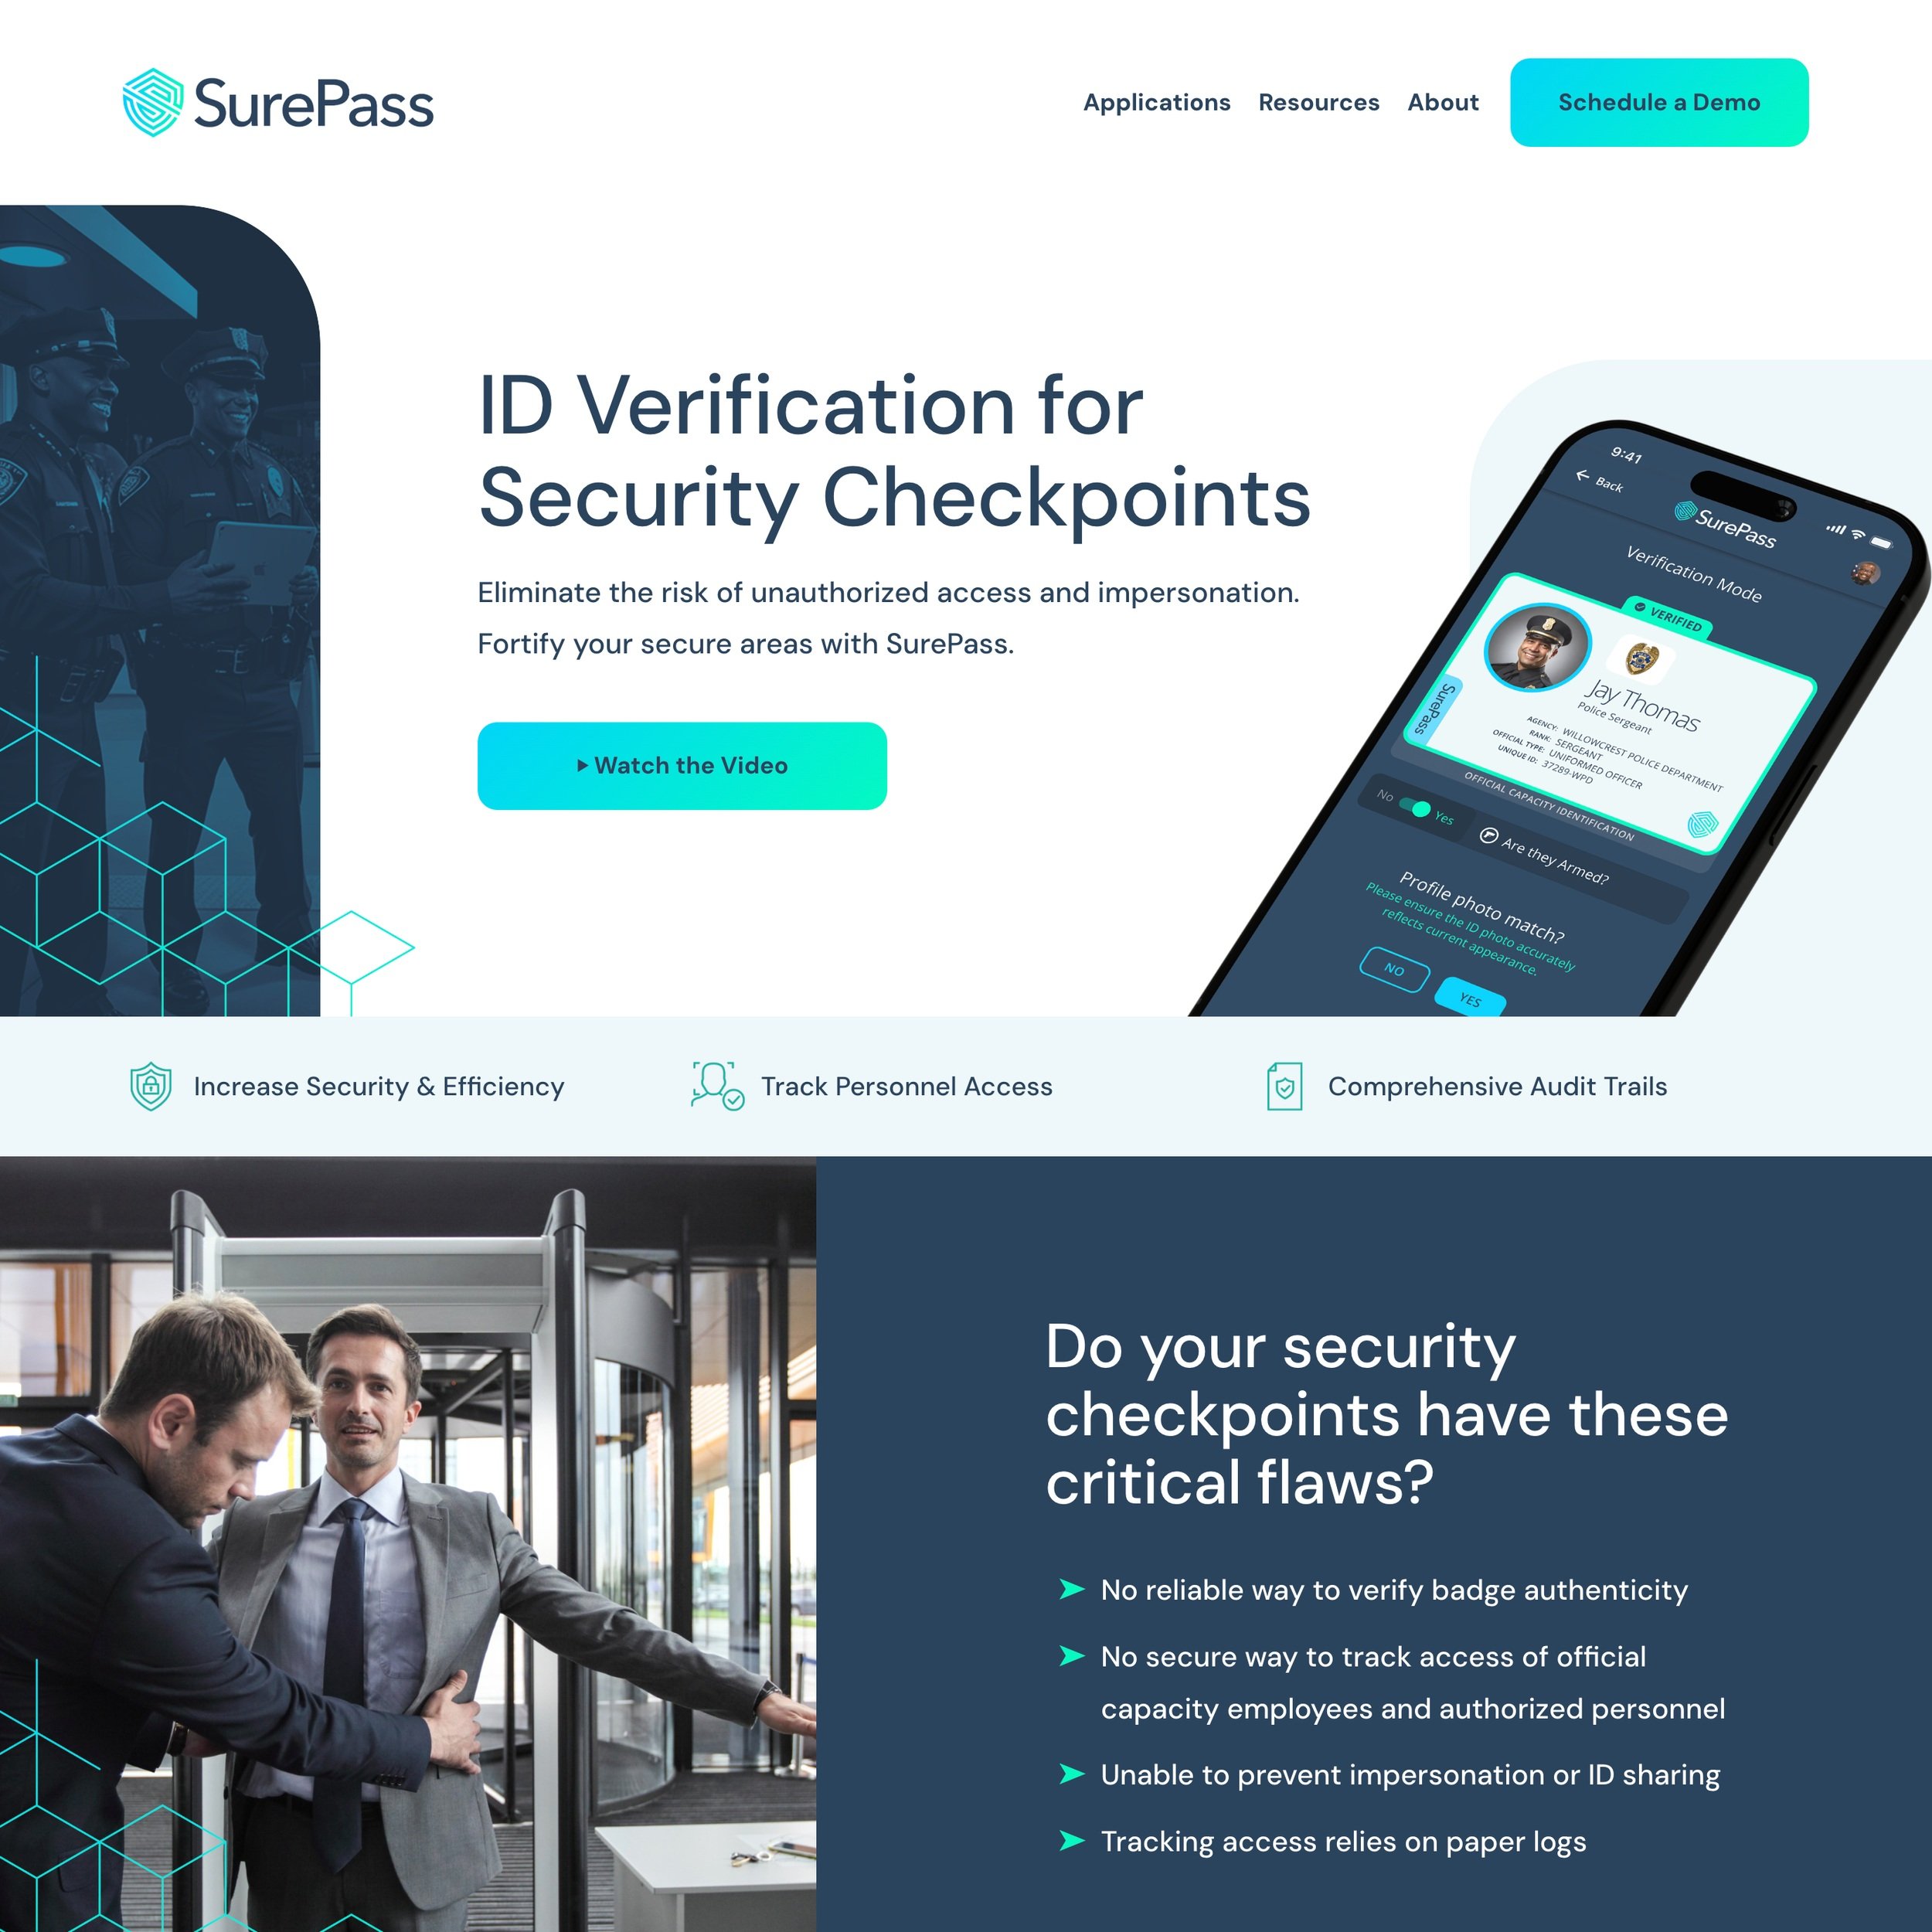 SurePass
Applications Resources About Schedule a Demo
ID Verification for
Security Checkpoints
Eliminate the risk of unauthorized access and impersonation.
Fortify your secure areas with SurePass.
Watch the Video
9:41
Back
SurePass
Verification Mode
VERIFIED
Jay Thomas
Police Sergeant
AGENCY: WILLOWCREST POLICE DEPARTMENT
RANK: SERGEANT
OFFICIAL TYPE: UNIFORMED OFFICER
UNIQUE ID: 37289-WPD
SurePass
OFFICIAL CAPACITY IDENTIFICATION
No Yes Are they Armed?
Profile photo match?
Please ensure the ID photo accurately
reflects current appearance.
NO YES
Increase Security & Efficiency
Track Personnel Access
Comprehensive Audit Trails
Do your security
checkpoints have these
critical flaws?
No reliable way to verify badge authenticity
No secure way to track access of official
capacity employees and authorized personnel
Unable to prevent impersonation or ID sharing
Tracking access relies on paper logs